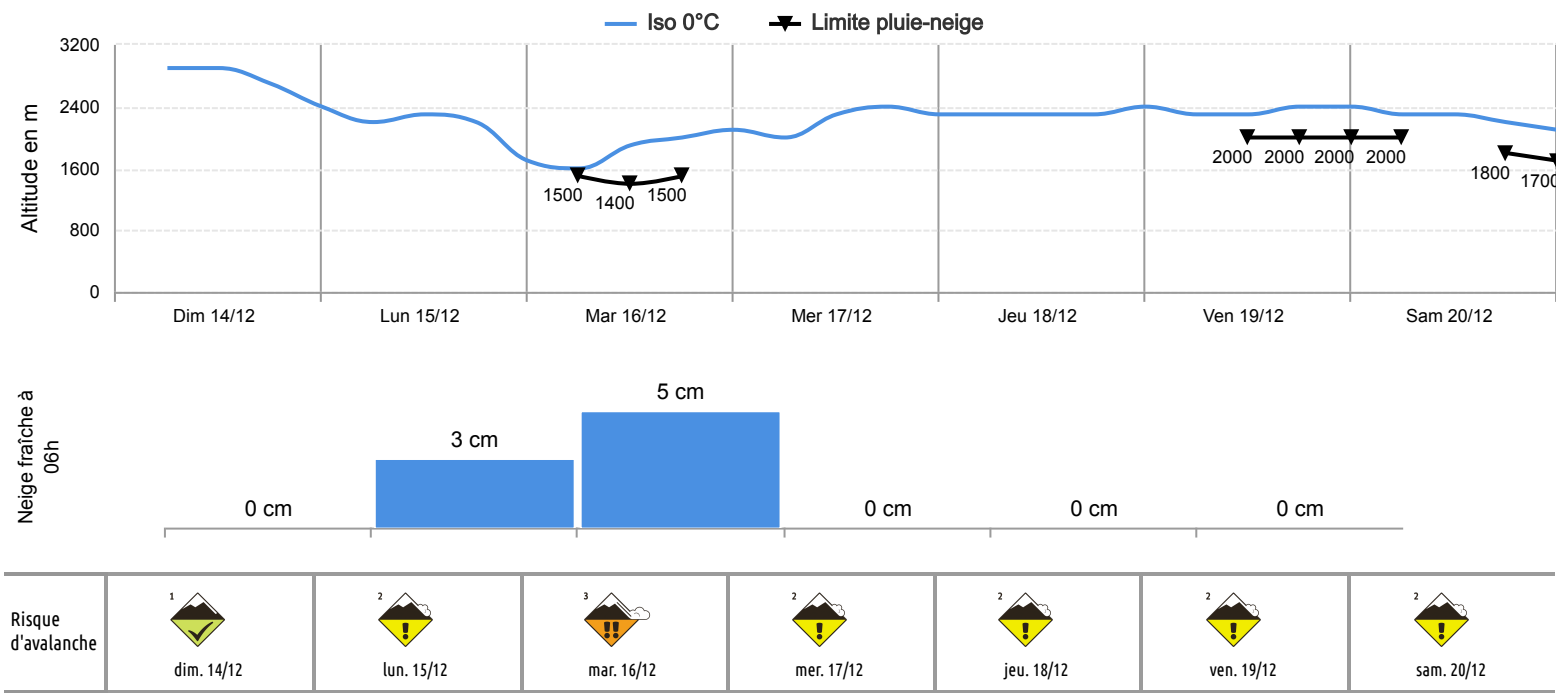 Iso 0°C Limite pluie-neige
3200
2400
1600
800
0
Altitude en m
1500 1400 1500
2000 2000 2000 2000
1800 1700
Dim 14/12 Lun 15/12 Mar 16/12 Mer 17/12 Jeu 18/12 Ven 19/12 Sam 20/12
Neige fraîche à
06h
0 cm 3 cm 5 cm 0 cm 0 cm 0 cm
Risque
d'avalanche
1 2 3 2 2 2 2
! !! ! ! ! !
dim. 14/12 lun. 15/12 mar. 16/12 mer. 17/12 jeu. 18/12 ven. 19/12 sam. 20/12